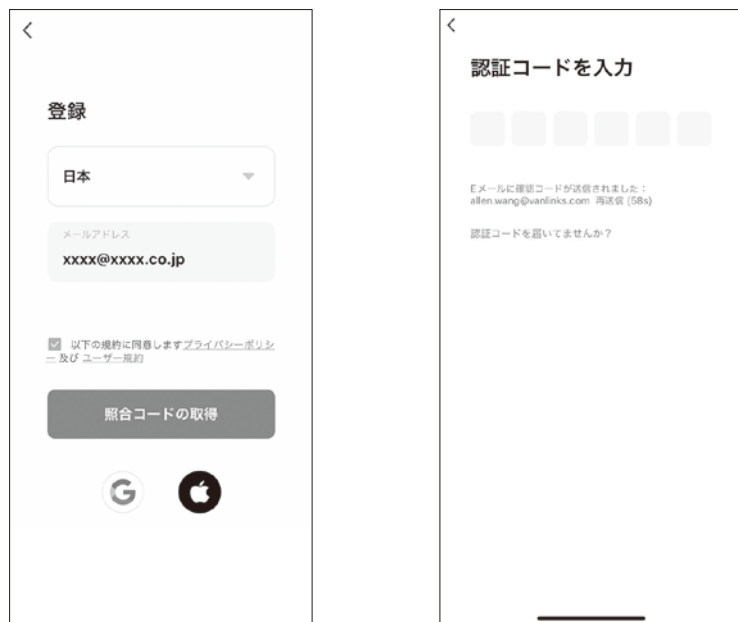 登録
日本
メールアドレス
xxxx@xxxx.co.jp
以下の規約に同意しますプライバシーポリシ
ー 及び ユーザー規約
照合コードの取得
認証コードを入力
Eメールに確認コードが送信されました：
allen.wang@vanlinks.com 再送信 (58s)
認証コードを届いてませんか？